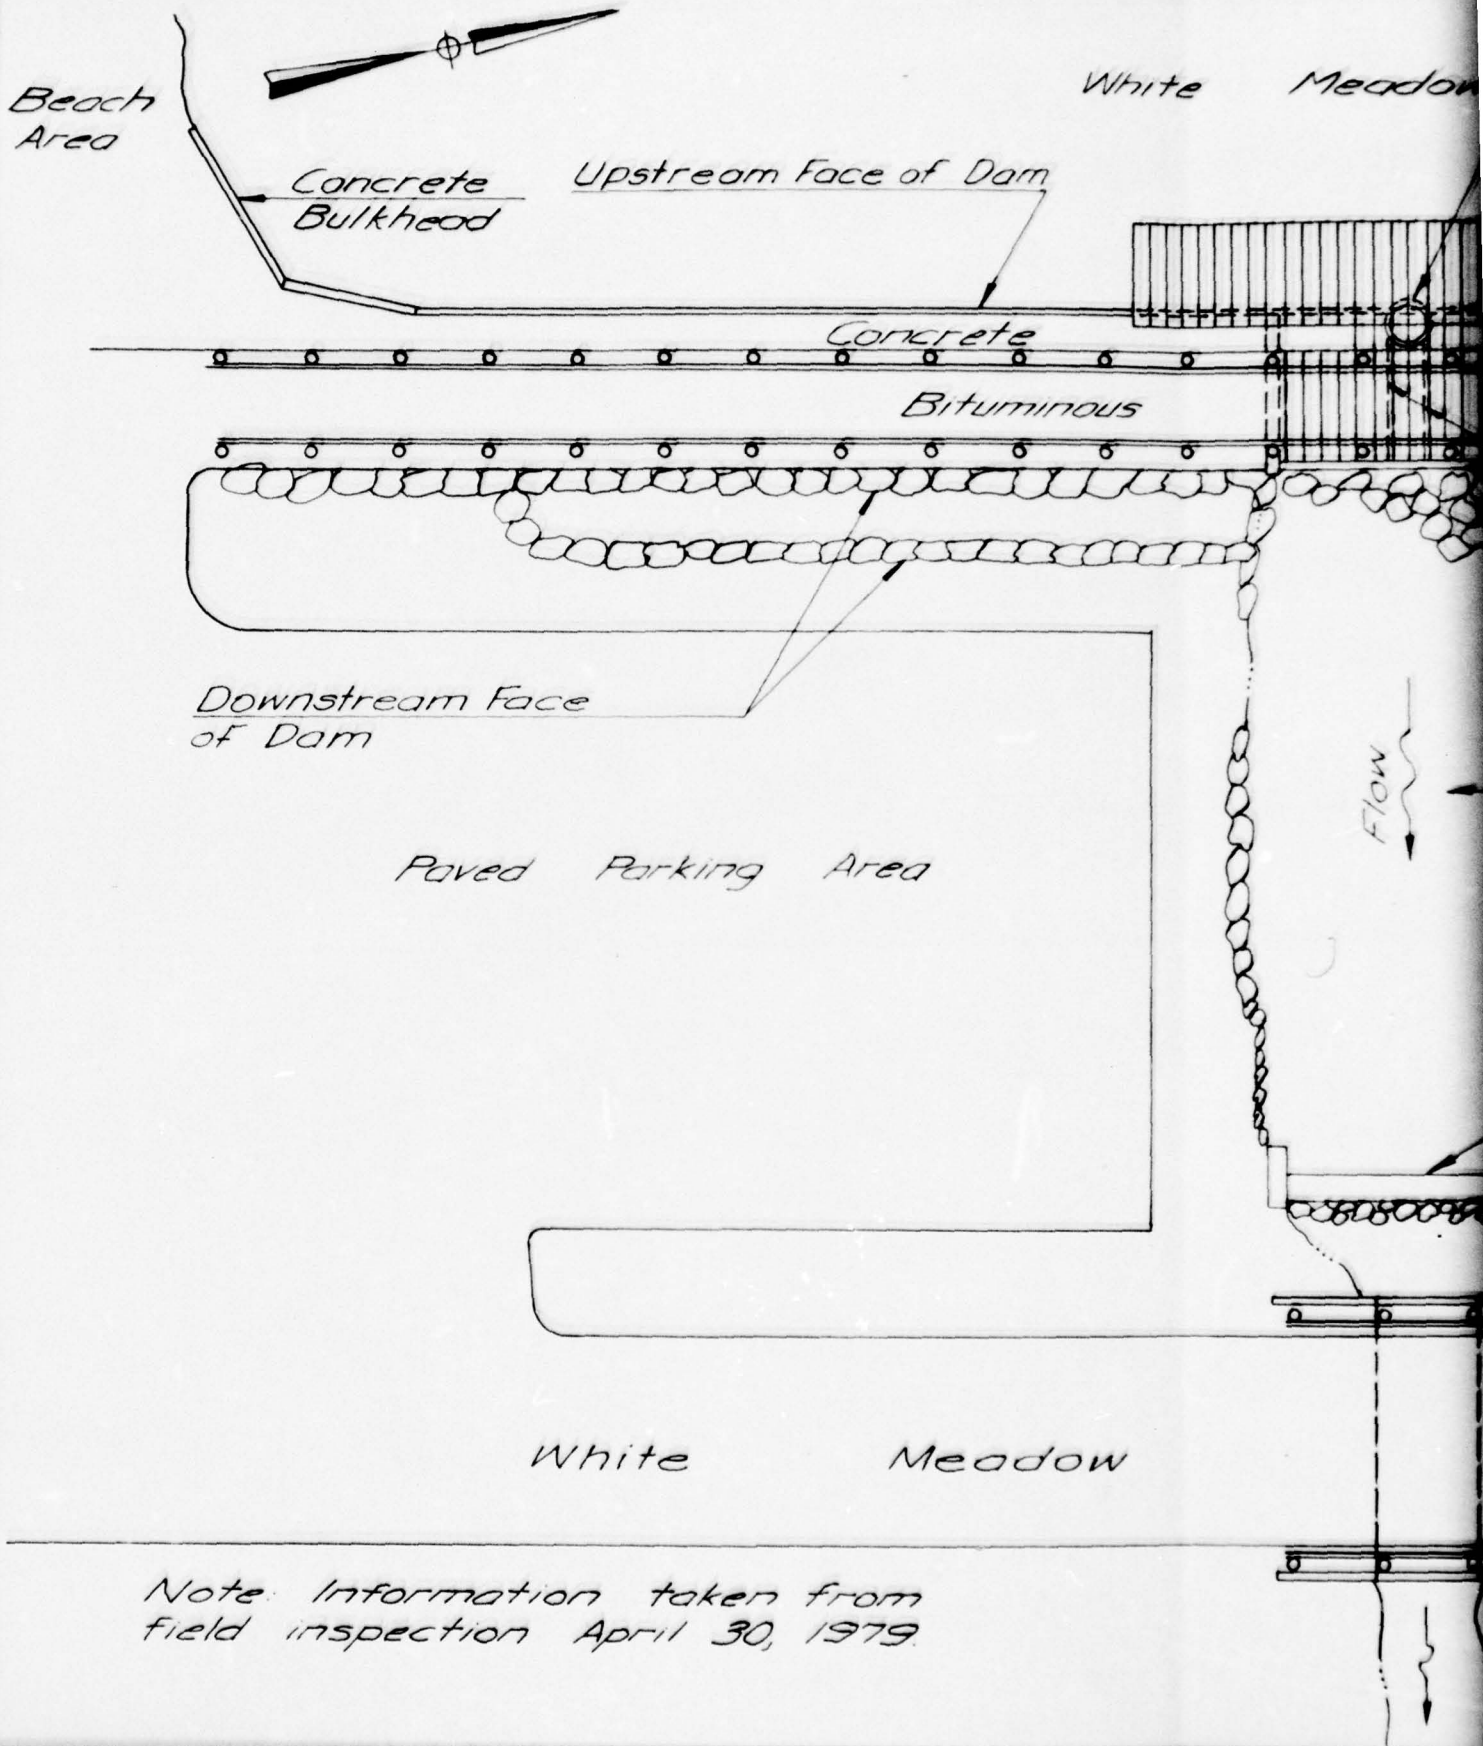 White Meadow
Beach
Area
Concrete
Bulkhead
Upstream Face of Dam
Concrete
Bituminous
Downstream Face
of Dam
Flow
Paved Parking Area
White Meadow
Note: Information taken from
field inspection April 30, 1979.